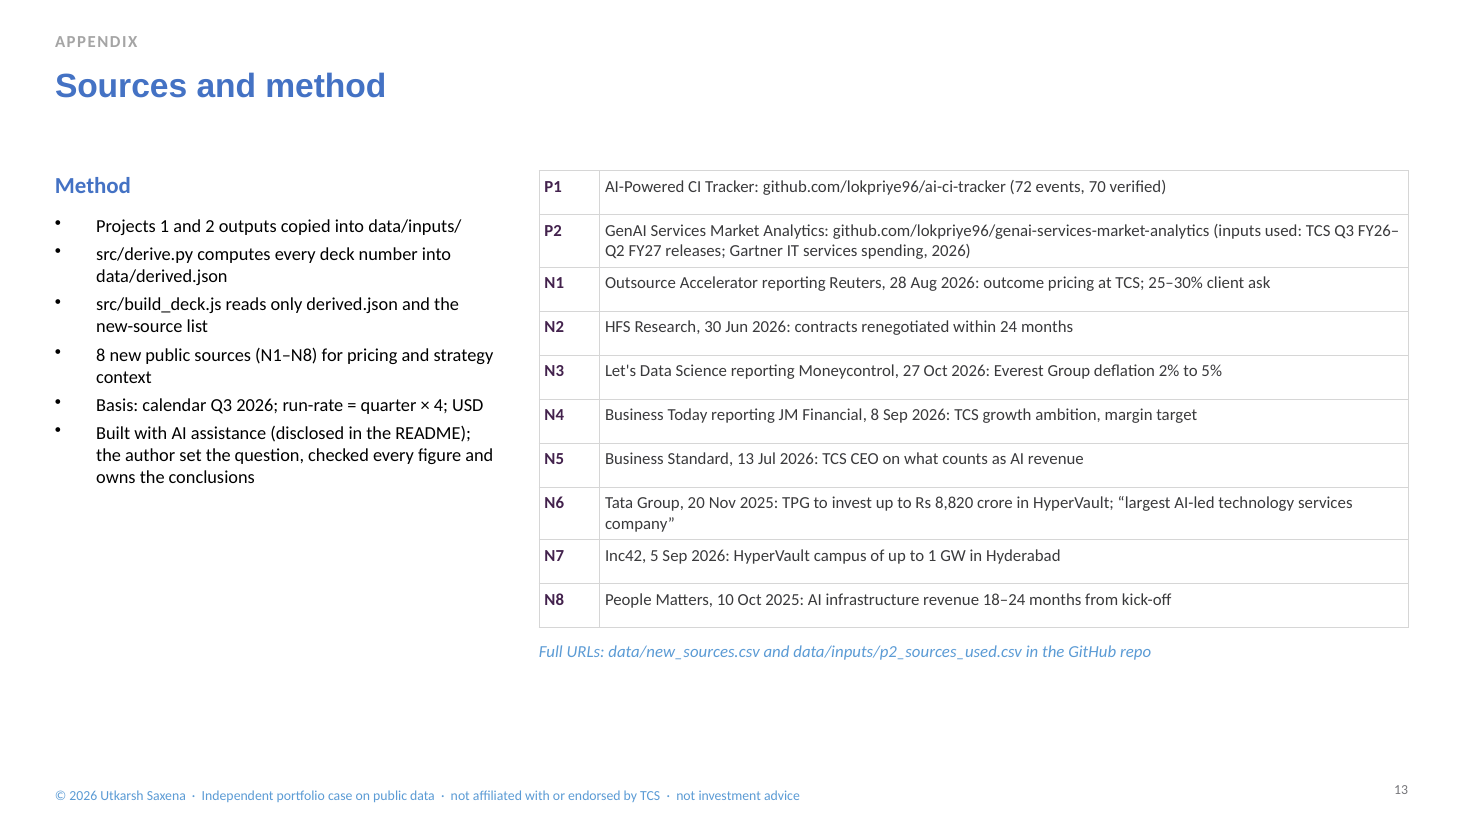 APPENDIX
Sources and method
Method
• Projects 1 and 2 outputs copied into data/inputs/
• src/derive.py computes every deck number into
data/derived.json
• src/build_deck.js reads only derived.json and the
new-source list
• 8 new public sources (N1–N8) for pricing and strategy
context
• Basis: calendar Q3 2026; run-rate = quarter × 4; USD
• Built with AI assistance (disclosed in the README);
the author set the question, checked every figure and
owns the conclusions
P1 AI-Powered CI Tracker: github.com/lokpriye96/ai-ci-tracker (72 events, 70 verified)
P2 GenAI Services Market Analytics: github.com/lokpriye96/genai-services-market-analytics (inputs used: TCS Q3 FY26–
Q2 FY27 releases; Gartner IT services spending, 2026)
N1 Outsource Accelerator reporting Reuters, 28 Aug 2026: outcome pricing at TCS; 25–30% client ask
N2 HFS Research, 30 Jun 2026: contracts renegotiated within 24 months
N3 Let's Data Science reporting Moneycontrol, 27 Oct 2026: Everest Group deflation 2% to 5%
N4 Business Today reporting JM Financial, 8 Sep 2026: TCS growth ambition, margin target
N5 Business Standard, 13 Jul 2026: TCS CEO on what counts as AI revenue
N6 Tata Group, 20 Nov 2025: TPG to invest up to Rs 8,820 crore in HyperVault; “largest AI-led technology services
company”
N7 Inc42, 5 Sep 2026: HyperVault campus of up to 1 GW in Hyderabad
N8 People Matters, 10 Oct 2025: AI infrastructure revenue 18–24 months from kick-off
Full URLs: data/new_sources.csv and data/inputs/p2_sources_used.csv in the GitHub repo
© 2026 Utkarsh Saxena · Independent portfolio case on public data · not affiliated with or endorsed by TCS · not investment advice
13